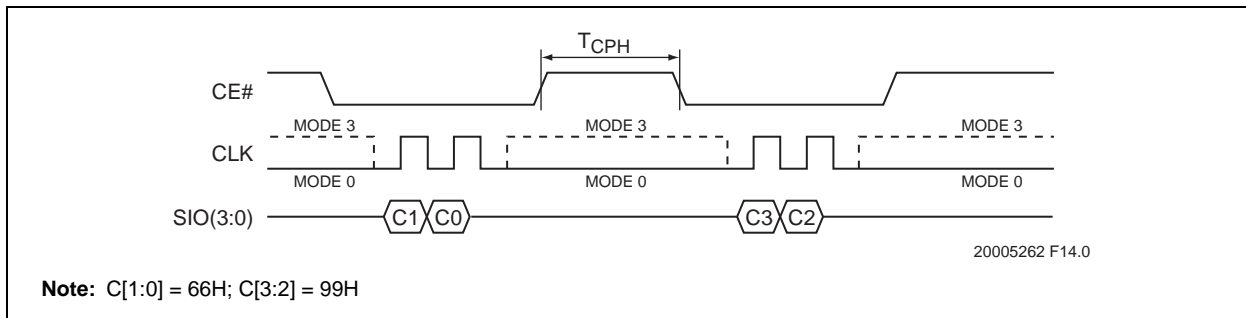 TCPH
CE#
MODE 3 MODE 3 MODE 3
CLK
MODE 0 MODE 0 MODE 0
SIO(3:0) C1 C0 C3 C2
20005262 F14.0
Note: C[1:0] = 66H; C[3:2] = 99H